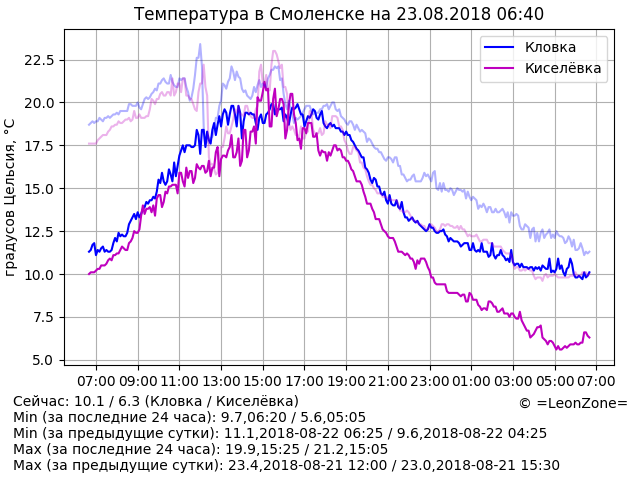 Температура в Смоленске на 23.08.2018 06:40
Кловка
Киселёвка
градусов Цельсия, °C
22.5
20.0
17.5
15.0
12.5
10.0
7.5
5.0
07:00 09:00 11:00 13:00 15:00 17:00 19:00 21:00 23:00 01:00 03:00 05:00 07:00
Сейчас: 10.1 / 6.3 (Кловка / Киселёвка)
© =LeonZone=
Min (за последние 24 часа): 9.7,06:20 / 5.6,05:05
Min (за предыдущие сутки): 11.1,2018-08-22 06:25 / 9.6,2018-08-22 04:25
Max (за последние 24 часа): 19.9,15:25 / 21.2,15:05
Max (за предыдущие сутки): 23.4,2018-08-21 12:00 / 23.0,2018-08-21 15:30